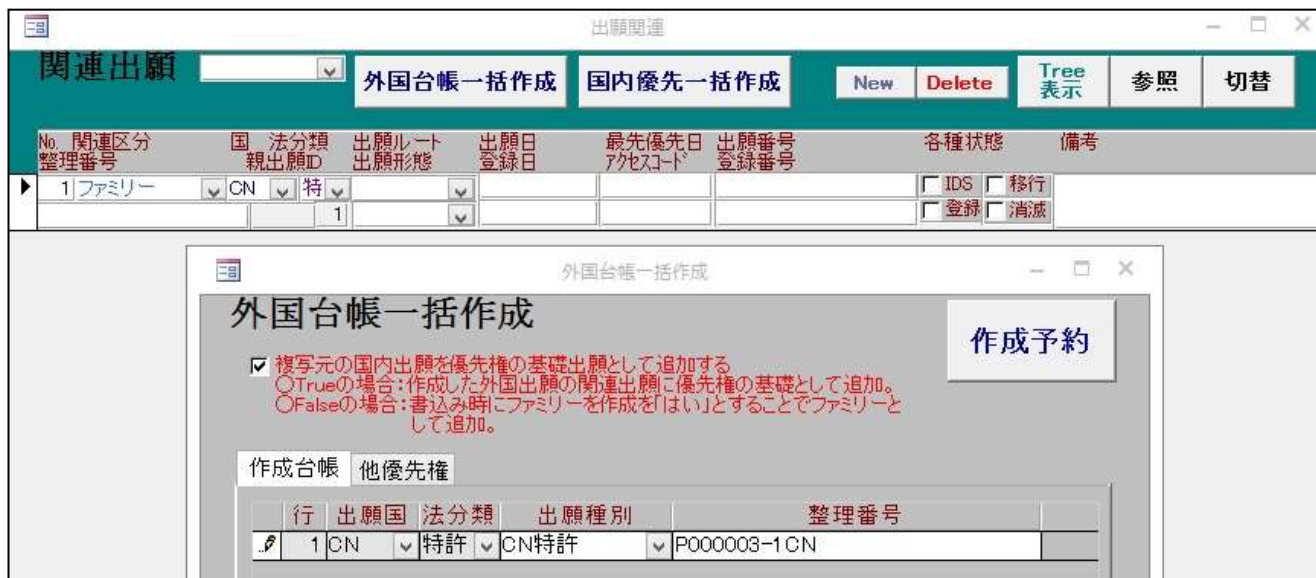 出願関連
関連出願 外国台帳一括作成 国内優先一括作成 New Delete Tree表示 参照 切替
No. 関連区分 国 法分類 出願ルート 出願日 最先優先日 出願番号 各種状態 備考
整理番号 親出願ID 出願形態 登録日 アクセスコード 登録番号
1 ファミリー CN 特 IDS 移行
1 登録 消滅
外国台帳一括作成
外国台帳一括作成 作成予約
複写元の国内出願を優先権の基礎出願として追加する
○Trueの場合:作成した外国出願の関連出願に優先権の基礎として追加。
○Falseの場合:書込み時にファミリーを作成を「はい」とすることでファミリーと
して追加。
作成台帳 他優先権
行 出願国 法分類 出願種別 整理番号
1 CN 特許 CN特許 P000003-1CN